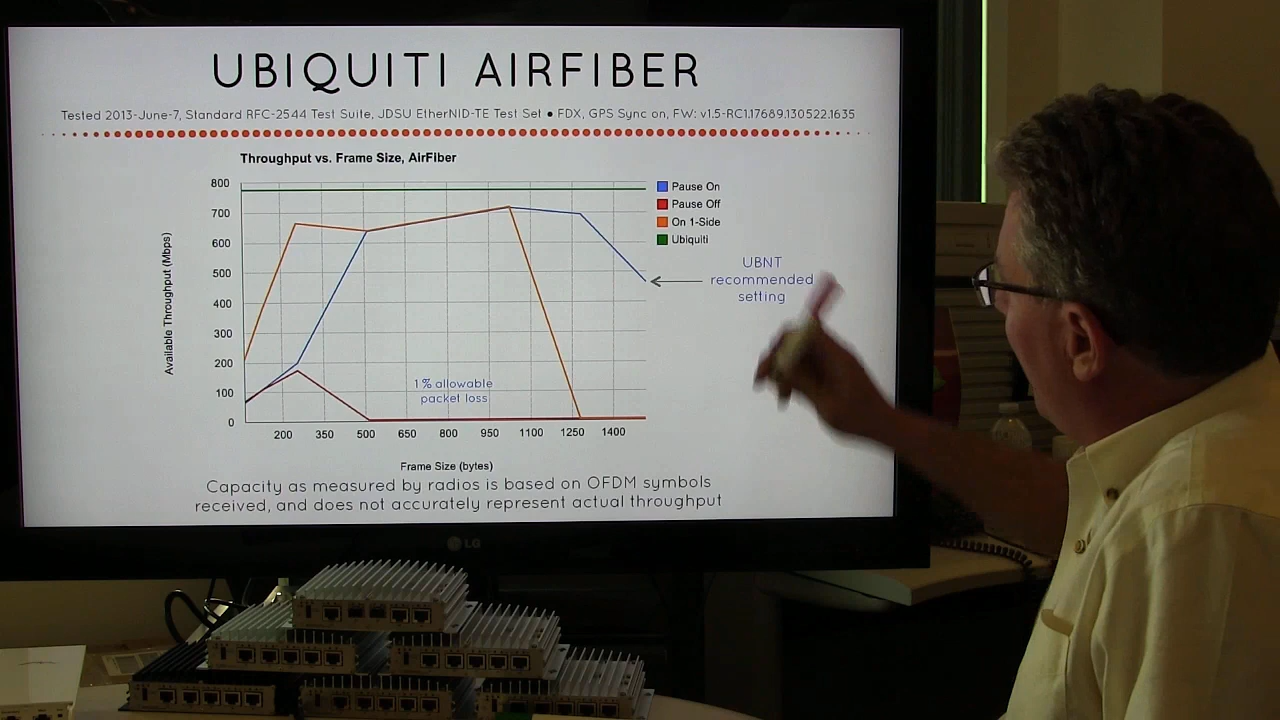 UBIQUITI AIRFIBER
Tested 2013-June-7, Standard RFC-2544 Test Suite, JDSU EtherNID-TE Test Set ● FDX, GPS Sync on, FW: v1.5-RC1.17689.130522.1635
Throughput vs. Frame Size, AirFiber
Available Throughput (Mbps)
800
700
600
500
400
300
200
100
0
200 350 500 650 800 950 1100 1250 1400
Frame Size (bytes)
Pause On
Pause Off
On 1-Side
Ubiquiti
UBNT
recommended
setting
1% allowable
packet loss
Capacity as measured by radios is based on OFDM symbols
received, and does not accurately represent actual throughput
LG